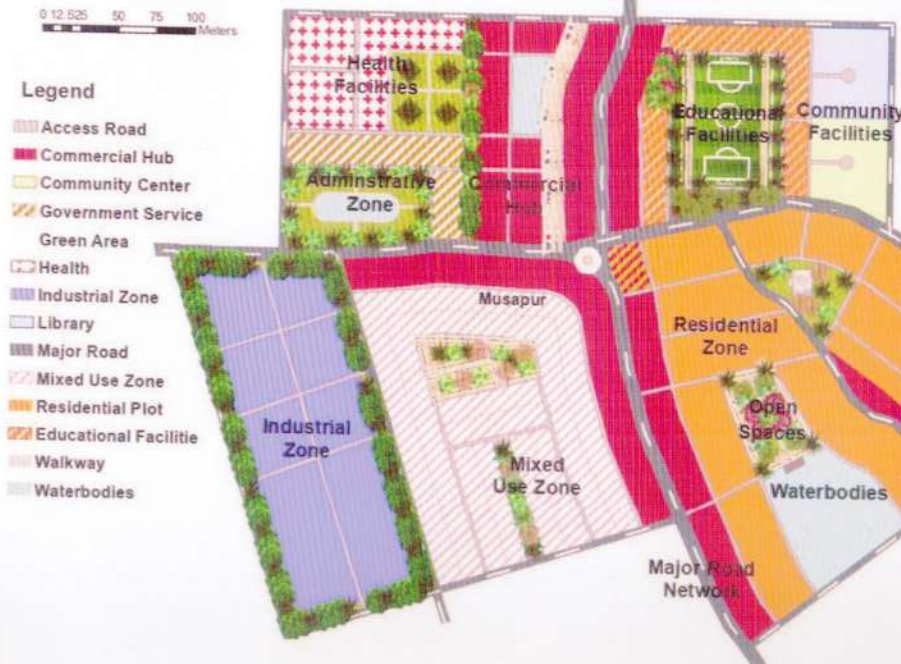 0 12.525 50 75 100
Meters
Legend
Access Road
Commercial Hub
Community Center
Government Service
Green Area
Health
Industrial Zone
Library
Major Road
Mixed Use Zone
Residential Plot
Educational Facilitie
Walkway
Waterbodies
Health
Facilities
Adminstrative
Zone
Commercial
Hub
Educational
Facilities
Community
Facilities
Musapur
Residential
Zone
Open
Spaces
Waterbodies
Industrial
Zone
Mixed
Use Zone
Major Road
Network